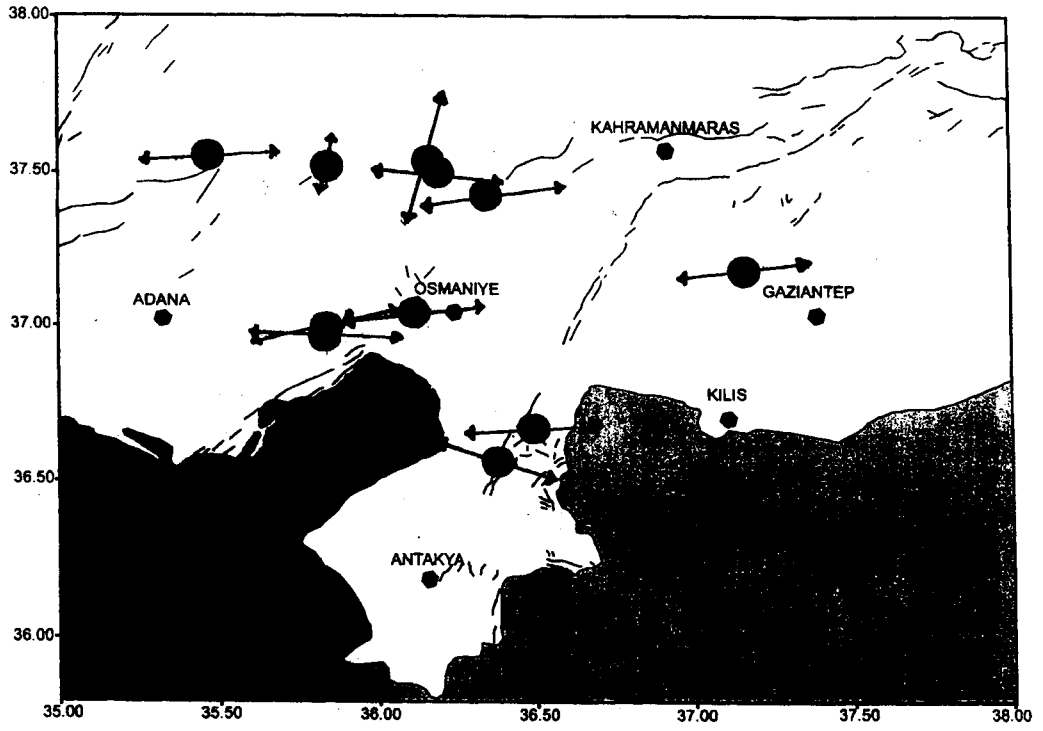 38.00
KAHRAMANMARAS
37.50
ADANA
OSMANIYE
GAZIANTEP
37.00
KILIS
36.50
ANTAKYA
36.00
35.00 35.50 36.00 36.50 37.00 37.50 38.00